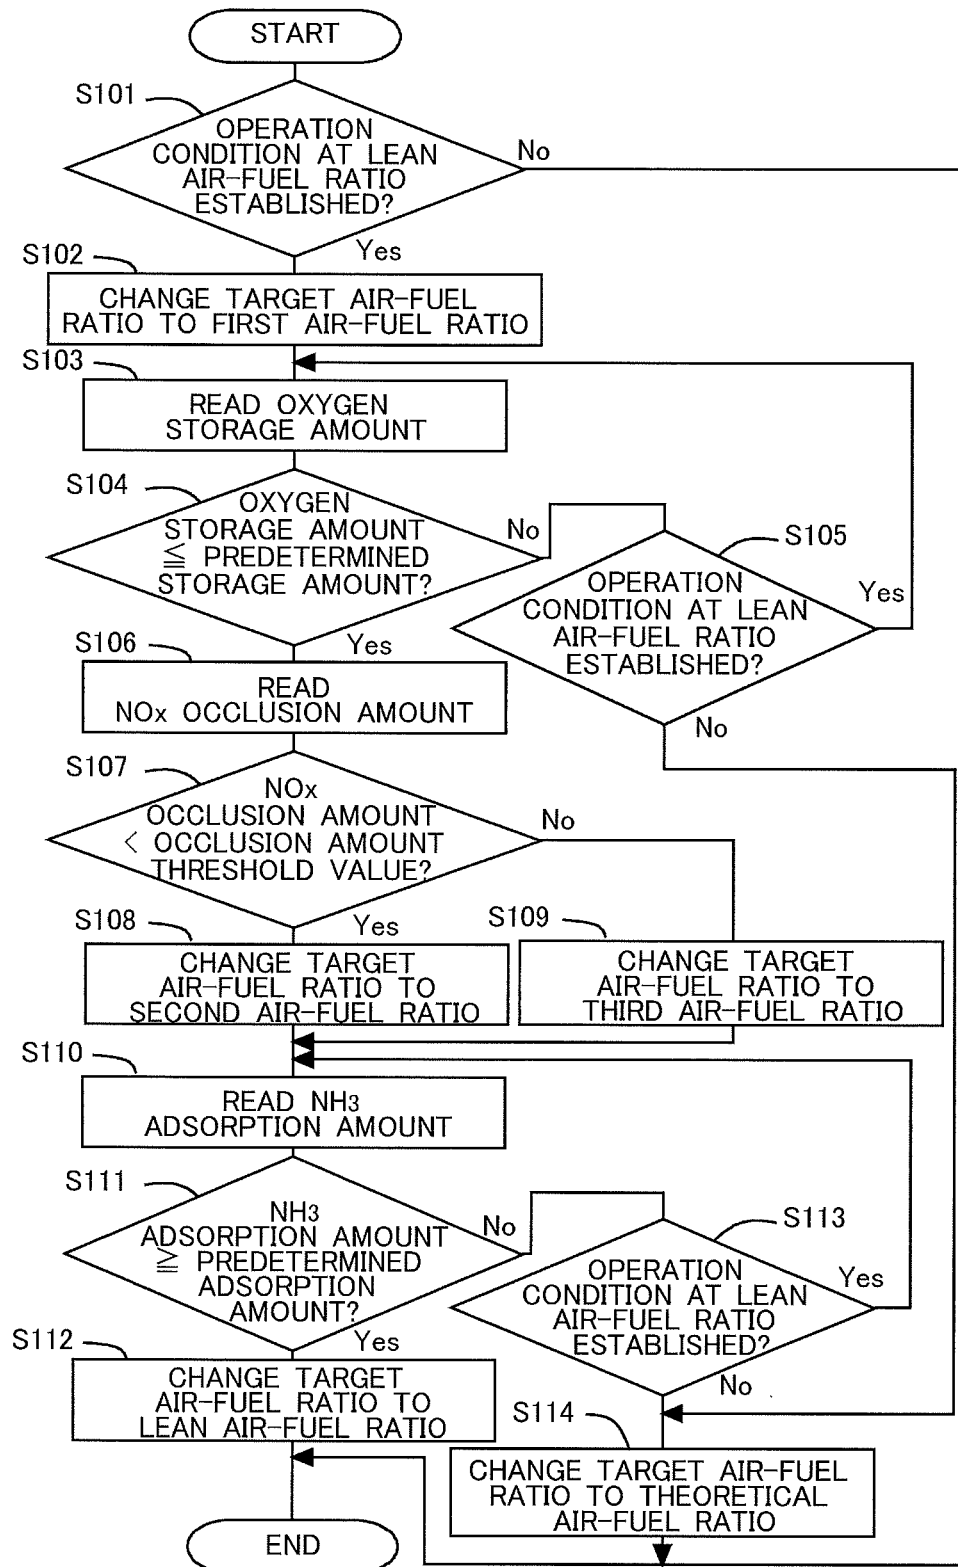 START
S101
OPERATION
CONDITION AT LEAN
AIR-FUEL RATIO
ESTABLISHED?
No
Yes
S102
CHANGE TARGET AIR-FUEL
RATIO TO FIRST AIR-FUEL RATIO
S103
READ OXYGEN
STORAGE AMOUNT
S104
OXYGEN
STORAGE AMOUNT
≦ PREDETERMINED
STORAGE AMOUNT?
No
Yes
S105
OPERATION
CONDITION AT LEAN
AIR-FUEL RATIO
ESTABLISHED?
Yes
No
S106
READ
NOx OCCLUSION AMOUNT
S107
NOx
OCCLUSION AMOUNT
< OCCLUSION AMOUNT
THRESHOLD VALUE?
No
Yes
S108
CHANGE TARGET
AIR-FUEL RATIO TO
SECOND AIR-FUEL RATIO
S109
CHANGE TARGET
AIR-FUEL RATIO TO
THIRD AIR-FUEL RATIO
S110
READ NH3
ADSORPTION AMOUNT
S111
NH3
ADSORPTION AMOUNT
≧ PREDETERMINED
ADSORPTION
AMOUNT?
No
Yes
S113
OPERATION
CONDITION AT LEAN
AIR-FUEL RATIO
ESTABLISHED?
Yes
No
S112
CHANGE TARGET
AIR-FUEL RATIO TO
LEAN AIR-FUEL RATIO
S114
CHANGE TARGET AIR-FUEL
RATIO TO THEORETICAL
AIR-FUEL RATIO
END